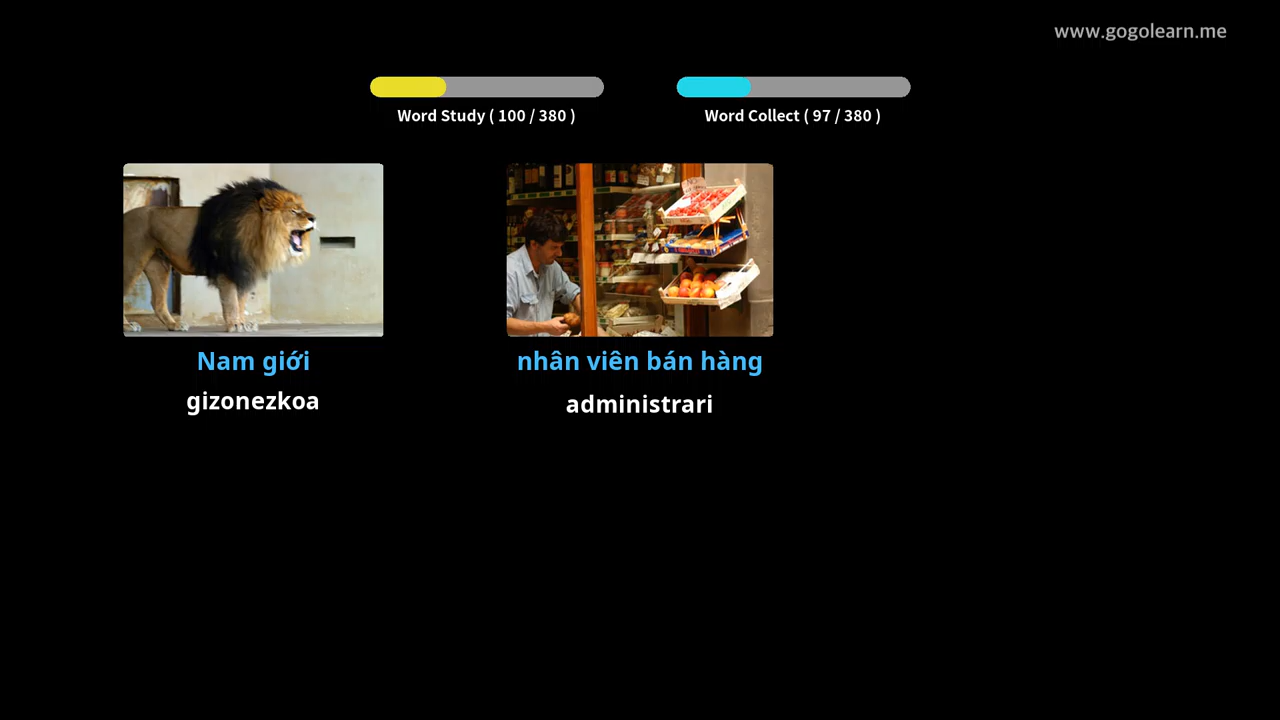 www.gogolearn.me
Word Study ( 100 / 380 )
Word Collect ( 97 / 380 )
Nam giới
nhân viên bán hàng
gizonezkoa
administrari